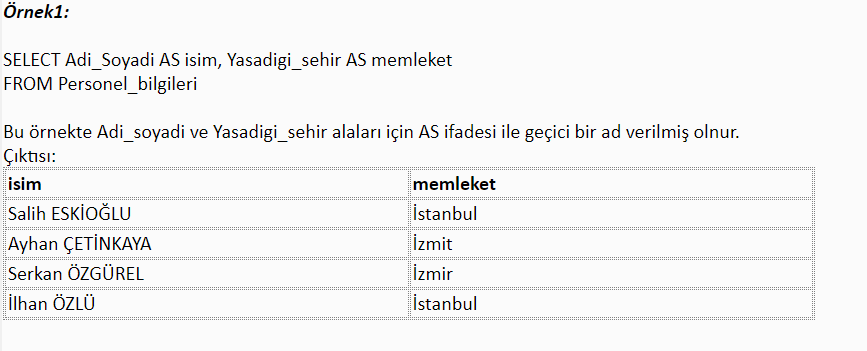 Örnek1:
SELECT Adi_Soyadi AS isim, Yasadigi_sehir AS memleket
FROM Personel_bilgileri
Bu örnekte Adi_soyadi ve Yasadigi_sehir alaları için AS ifadesi ile geçici bir ad verilmiş olnur.
Çıktısı:
isim memleket
Salih ESKİOĞLU İstanbul
Ayhan ÇETİNKAYA İzmit
Serkan ÖZGÜREL İzmir
İlhan ÖZLÜ İstanbul